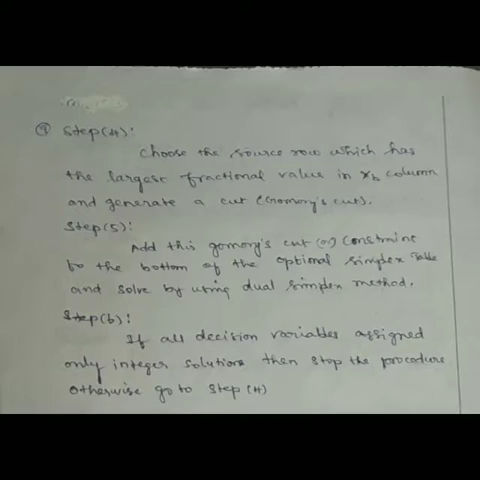 9 Step(4):
Choose the source row which has
the largest fractional value in Xb column
and generate a cut (Gomory's cut).
Step(5):
Add this gomory's cut (or) constraint
to the bottom of the optimal simplex table
and solve by using dual simplex method.
Step(6):
If all decision variables assigned
only integer solutions then stop the procedure
otherwise go to step (4)